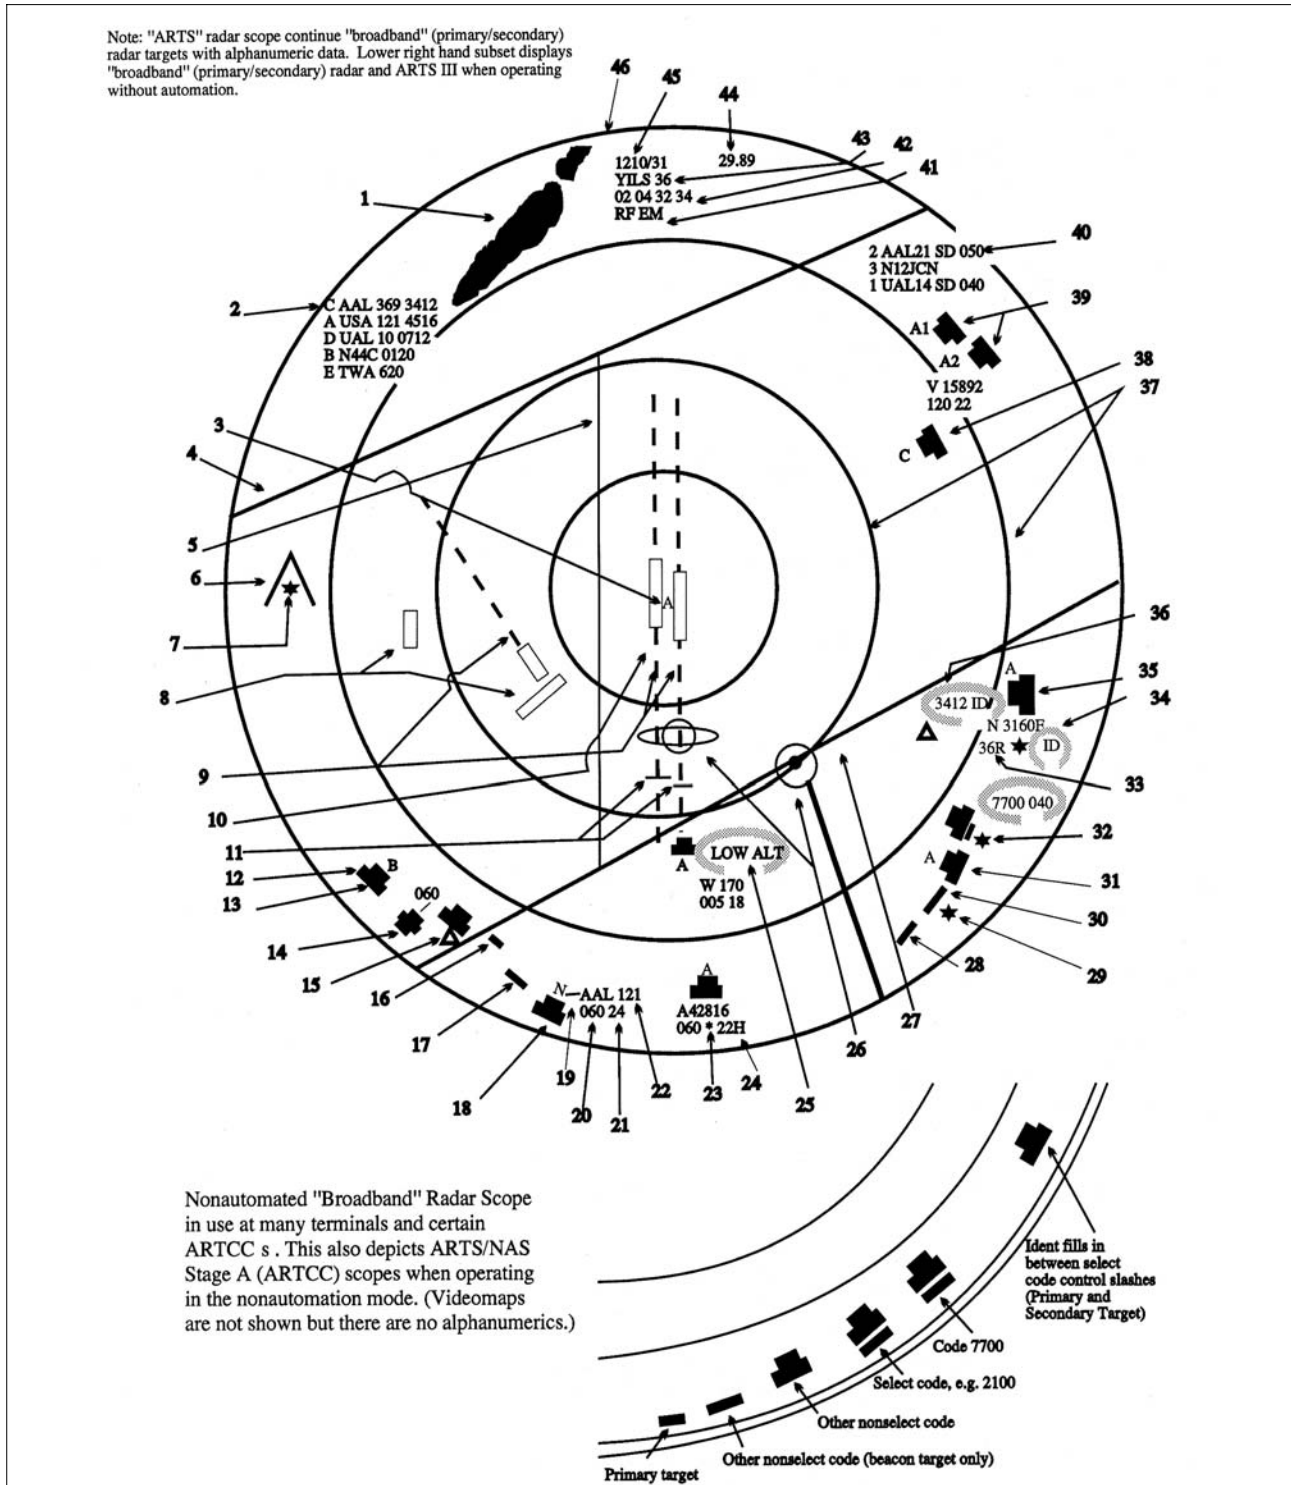 Note: "ARTS" radar scope continue "broadband" (primary/secondary)
radar targets with alphanumeric data. Lower right hand subset displays
"broadband" (primary/secondary) radar and ARTS III when operating
without automation.
46
45
44
43
42
41
1210/31
29.89
YILS 36
02 04 32 34
RF EM
1
40
2 AAL21 SD 050
3 N12JCN
1 UAL14 SD 040
2
C AAL 369 3412
A USA 121 4516
D UAL 10 0712
B N44C 0120
E TWA 620
39
A1
A2
38
V 15892
120 22
37
3
C
4
5
6
A
7
36
8
A
35
3412 ID
34
N 3160F
36R
ID
9
33
7700 040
10
32
11
LOW ALT
A
A
12
B
31
W 170
005 18
13
060
30
14
28
29
15
16
A
N
AAL 121
060 24
A42816
060 * 22H
27
17
26
18
19
20
21
22
23
24
25
Nonautomated "Broadband" Radar Scope
in use at many terminals and certain
ARTCC s . This also depicts ARTS/NAS
Stage A (ARTCC) scopes when operating
in the nonautomation mode. (Videomaps
are not shown but there are no alphanumerics.)
Ident fills in
between select
code control slashes
(Primary and
Secondary Target)
Code 7700
Select code, e.g. 2100
Other nonselect code
Other nonselect code (beacon target only)
Primary target